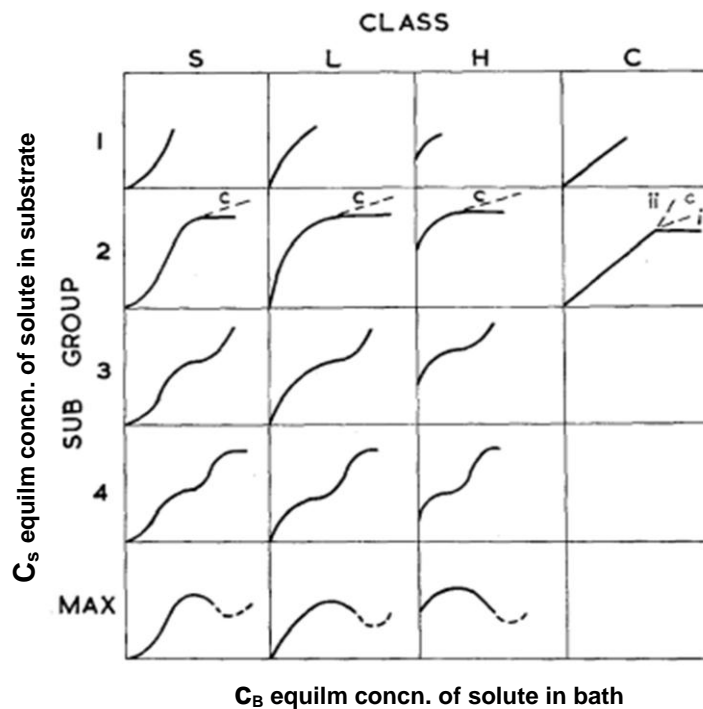 CLASS
S L H C
1
c
c
c
ii c i
2
3
4
MAX
SUB GROUP
Cs equilm concn. of solute in substrate
CB equilm concn. of solute in bath